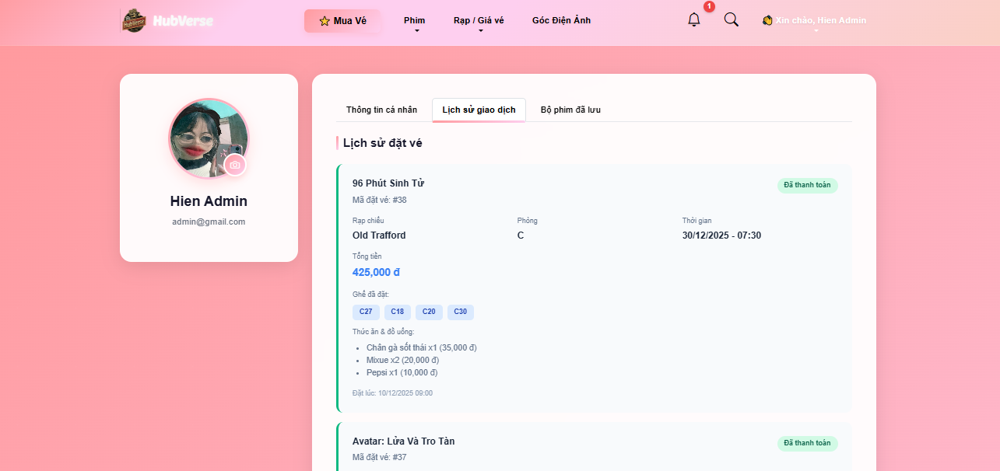 HubVerse
HubVerse
⭐ Mua Vé
Phim
Rạp / Giá vé
Góc Điện Ảnh
1
👋 Xin chào, Hien Admin
Hien Admin
admin@gmail.com
Thông tin cá nhân
Lịch sử giao dịch
Bộ phim đã lưu
Lịch sử đặt vé
96 Phút Sinh Tử
Đã thanh toán
Mã đặt vé: #38
Rạp chiếu
Phòng
Thời gian
Old Trafford
C
30/12/2025 - 07:30
Tổng tiền
425,000 đ
Ghế đã đặt:
C27 C18 C20 C30
Thức ăn & đồ uống:
• Chân gà sốt thái x1 (35,000 đ)
• Mixue x2 (20,000 đ)
• Pepsi x1 (10,000 đ)
Đặt lúc: 10/12/2025 09:00
Avatar: Lửa Và Tro Tàn
Đã thanh toán
Mã đặt vé: #37